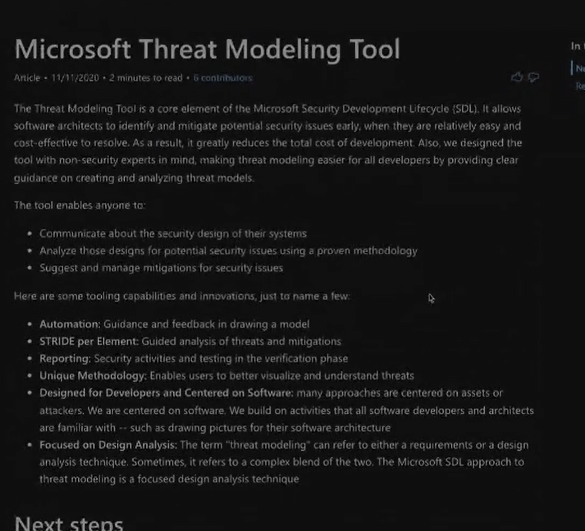 Microsoft Threat Modeling Tool
Article • 11/11/2020 • 2 minutes to read • 6 contributors
In t
Ne
The Threat Modeling Tool is a core element of the Microsoft Security Development Lifecycle (SDL). It allows
software architects to identify and mitigate potential security issues early, when they are relatively easy and
cost-effective to resolve. As a result, it greatly reduces the total cost of development. Also, we designed the
tool with non-security experts in mind, making threat modeling easier for all developers by providing clear
guidance on creating and analyzing threat models.
The tool enables anyone to:
• Communicate about the security design of their systems
• Analyze those designs for potential security issues using a proven methodology
• Suggest and manage mitigations for security issues
Here are some tooling capabilities and innovations, just to name a few:
• Automation: Guidance and feedback in drawing a model
• STRIDE per Element: Guided analysis of threats and mitigations
• Reporting: Security activities and testing in the verification phase
• Unique Methodology: Enables users to better visualize and understand threats
• Designed for Developers and Centered on Software: many approaches are centered on assets or
attackers. We are centered on software. We build on activities that all software developers and architects
are familiar with -- such as drawing pictures for their software architecture
• Focused on Design Analysis: The term "threat modeling" can refer to either a requirements or a design
analysis technique. Sometimes, it refers to a complex blend of the two. The Microsoft SDL approach to
threat modeling is a focused design analysis technique
Next steps